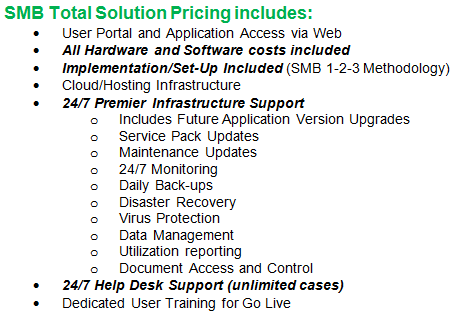 SMB Total Solution Pricing includes:
• User Portal and Application Access via Web
• All Hardware and Software costs included
• Implementation/Set-Up Included (SMB 1-2-3 Methodology)
• Cloud/Hosting Infrastructure
• 24/7 Premier Infrastructure Support
o Includes Future Application Version Upgrades
o Service Pack Updates
o Maintenance Updates
o 24/7 Monitoring
o Daily Back-ups
o Disaster Recovery
o Virus Protection
o Data Management
o Utilization reporting
o Document Access and Control
• 24/7 Help Desk Support (unlimited cases)
• Dedicated User Training for Go Live